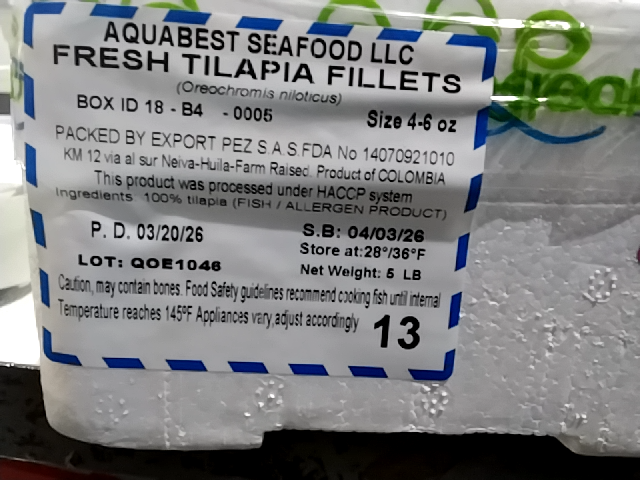 AQUABEST SEAFOOD LLC
FRESH TILAPIA FILLETS
(Oreochromis niloticus)
BOX ID 18 - B4 - 0005 Size 4-6 oz
PACKED BY EXPORT PEZ S.A.S.FDA No 14070921010
KM 12 via al sur Neiva-Huila-Farm Raised. Product of COLOMBIA
This product was processed under HACCP system
Ingredients: 100% tilapia (FISH / ALLERGEN PRODUCT)
P. D. 03/20/26 S.B: 04/03/26
Store at:28°/36°F
LOT: QOE1046 Net Weight: 5 LB
Caution, may contain bones. Food Safety guidelines recommend cooking fish until internal
Temperature reaches 145ºF Appliances vary,adjust accordingly
13